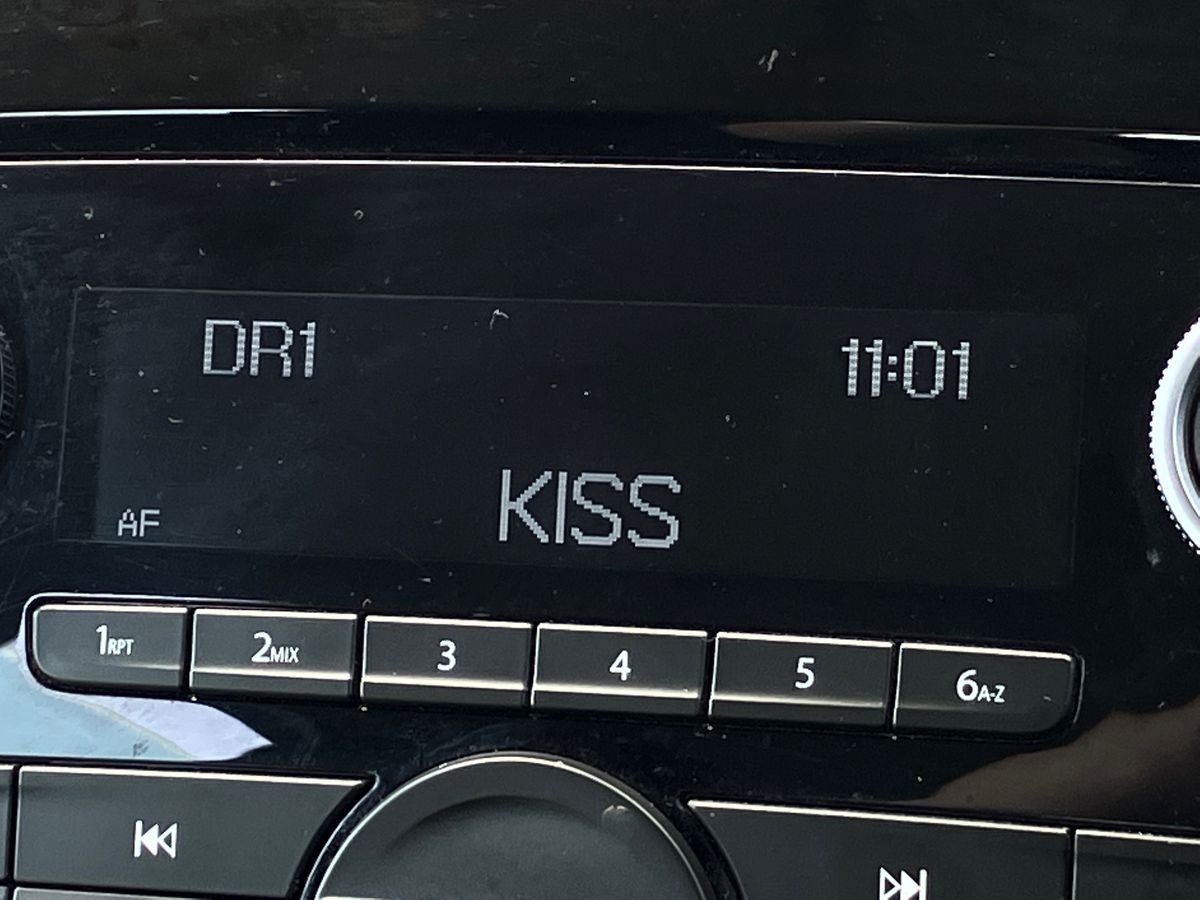 DR1 11:01
KISS
AF
1RPT 2MIX 3 4 5 6A-Z